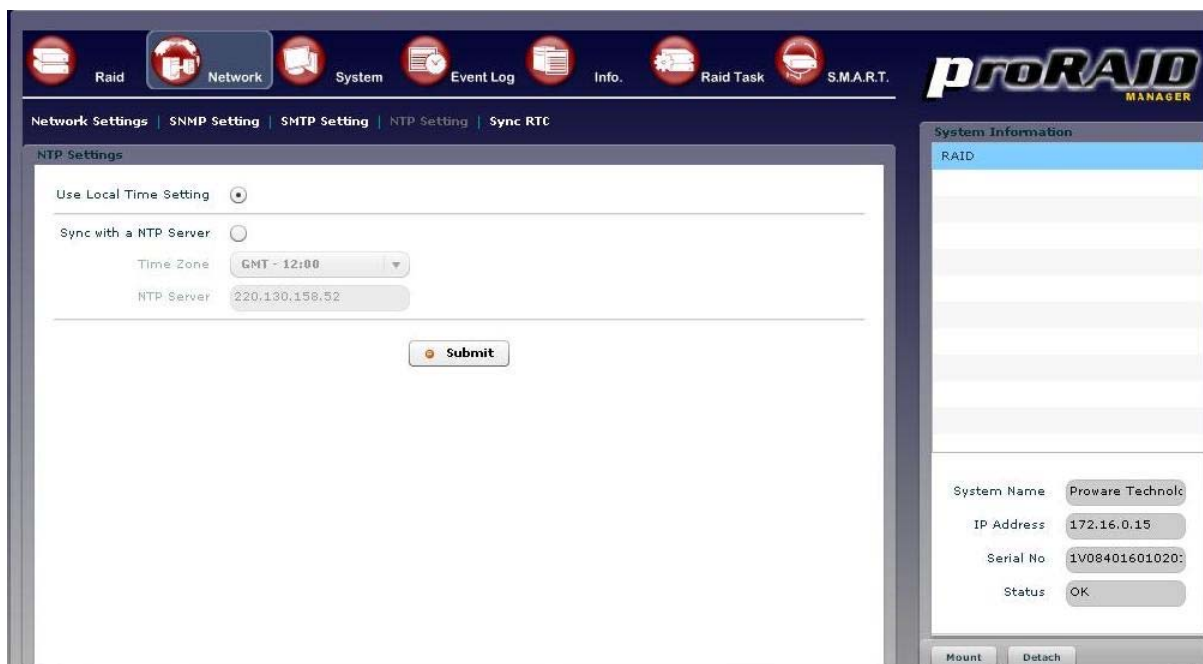 Raid Network System Event Log Info. Raid Task S.M.A.R.T.
proRAID
MANAGER
Network Settings | SNMP Setting | SMTP Setting | NTP Setting | Sync RTC
NTP Settings
Use Local Time Setting
Sync with a NTP Server
Time Zone GMT - 12:00
NTP Server 220.130.158.52
Submit
System Information
RAID
System Name Proware Technolo
IP Address 172.16.0.15
Serial No 1V08401601020:
Status OK
Mount Detach